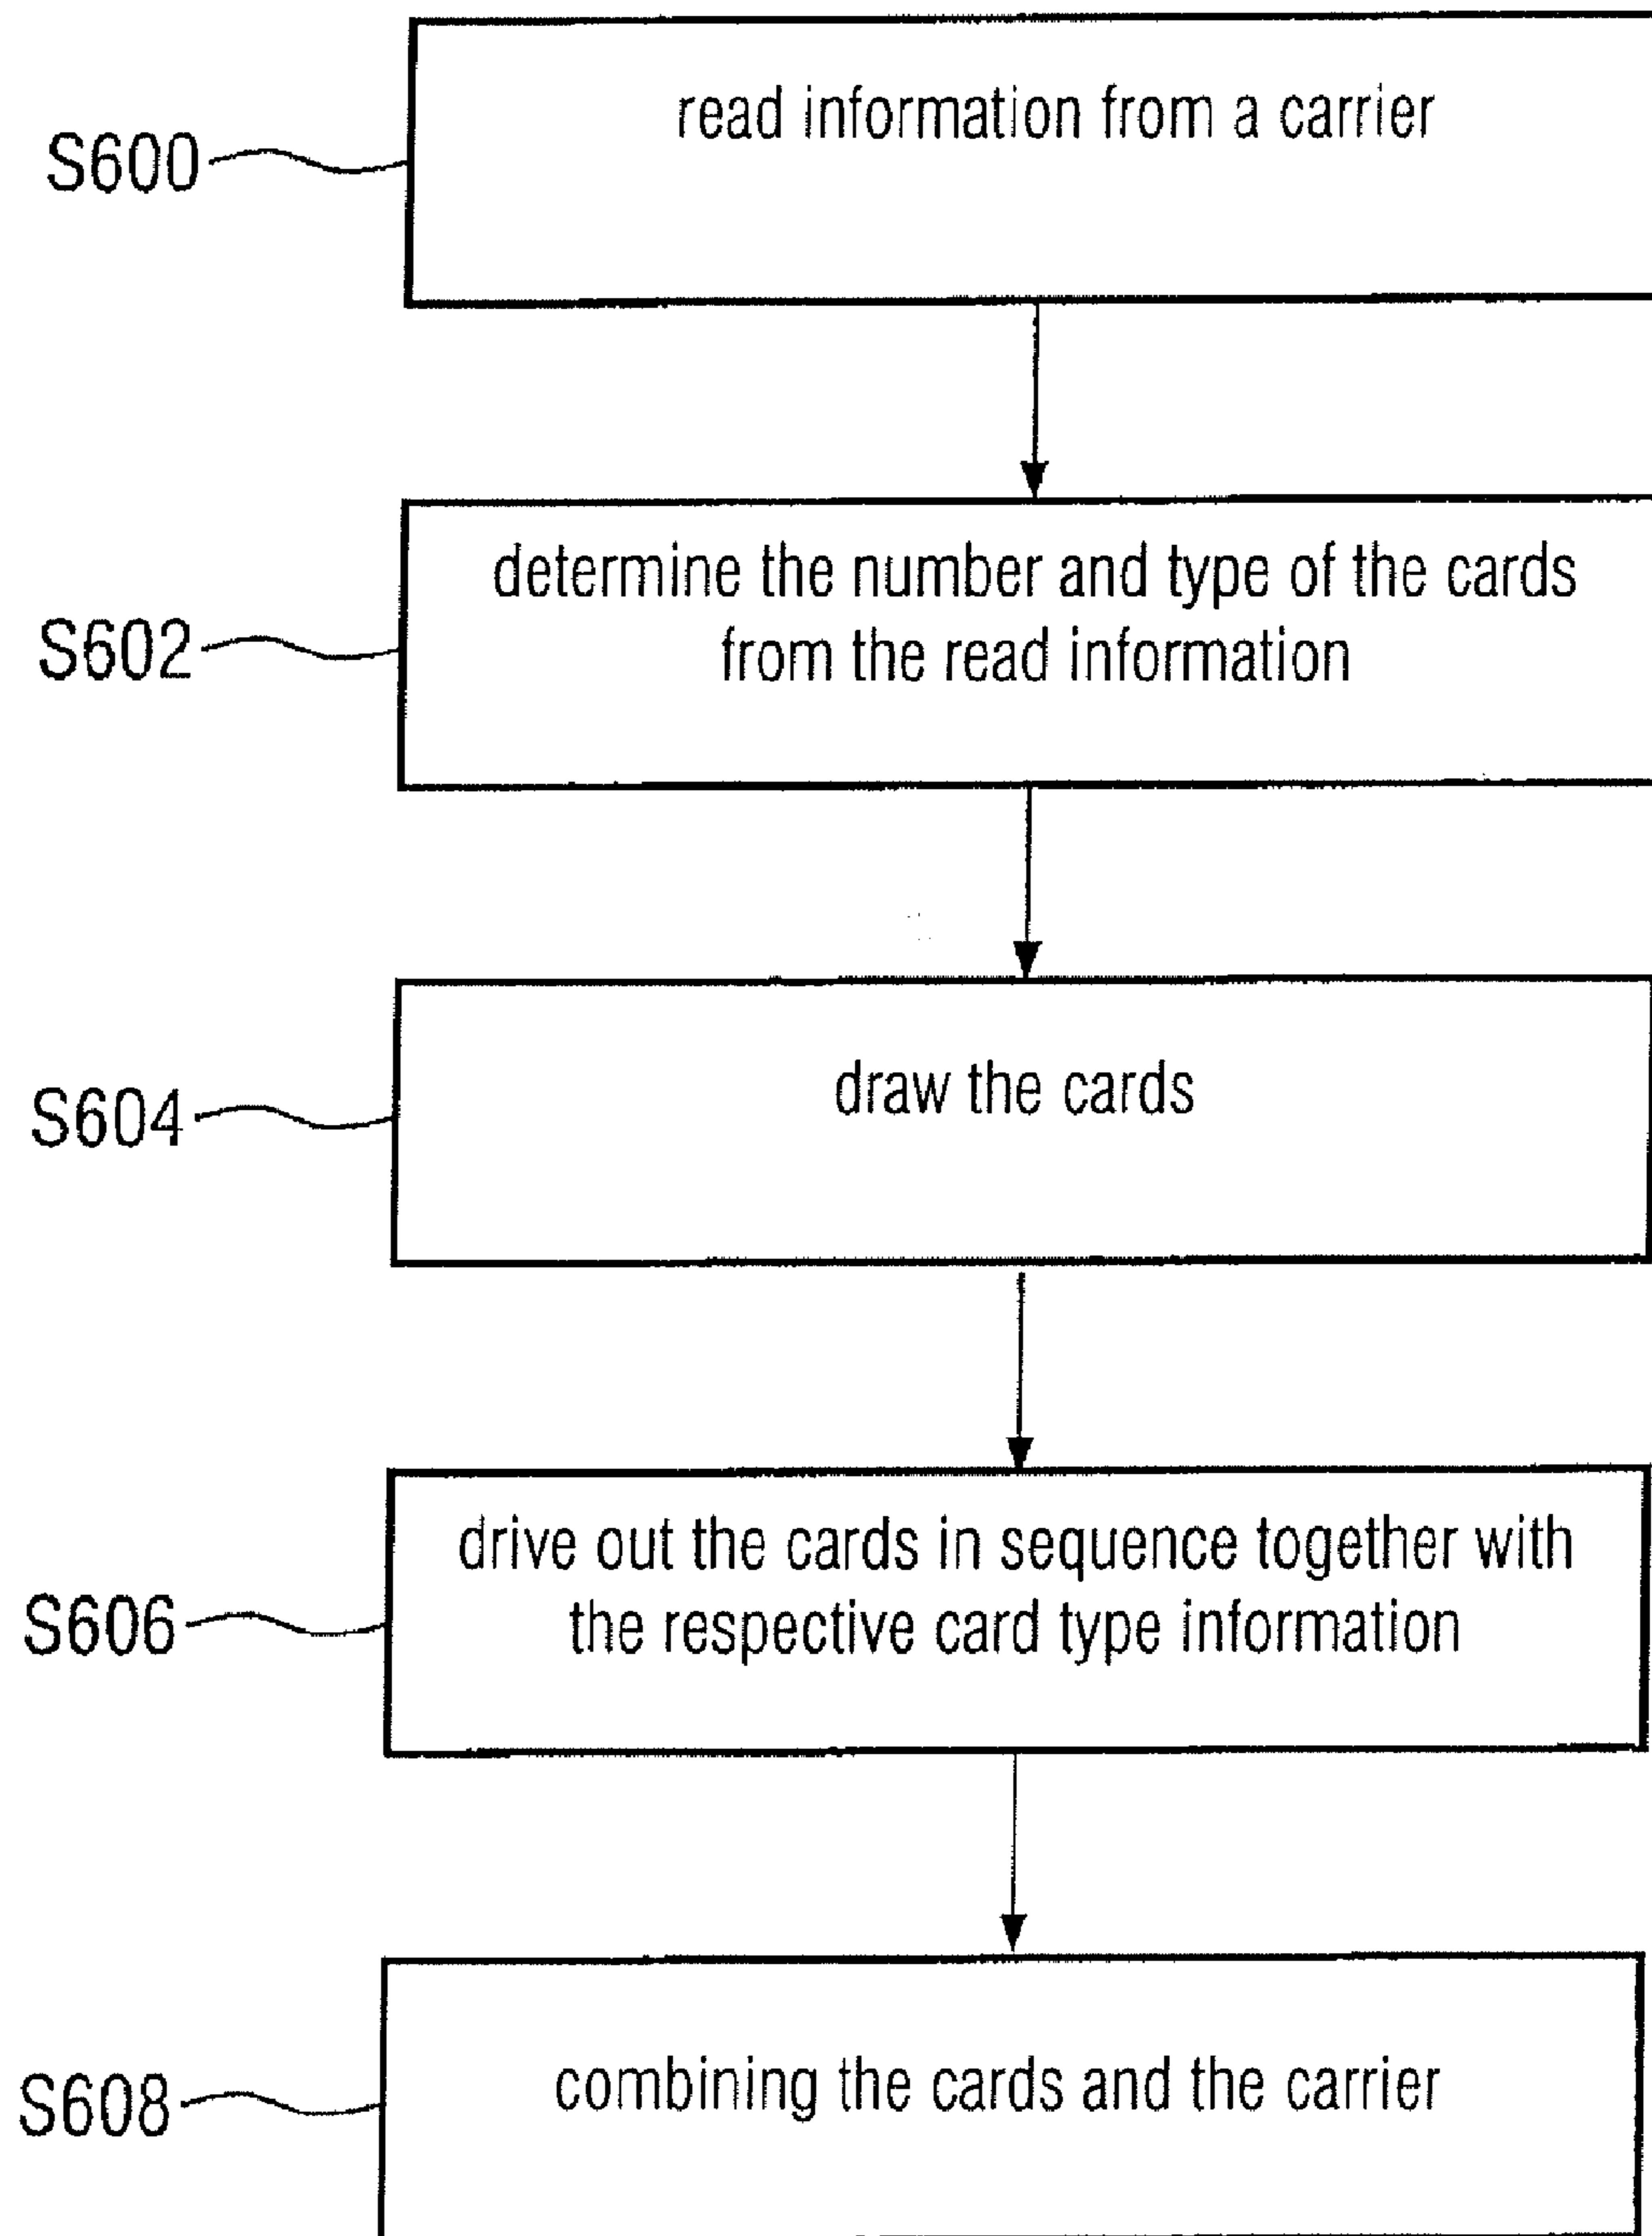 read information from a carrier
S600
determine the number and type of the cards
from the read information
S602
draw the cards
S604
drive out the cards in sequence together with
the respective card type information
S606
combining the cards and the carrier
S608